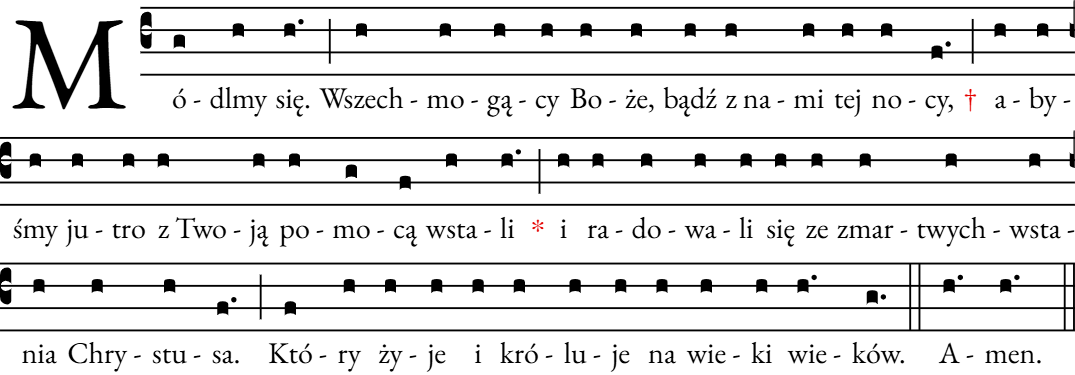 Mó - dlmy się. Wszech - mo - gą - cy Bo - że, bądź z na - mi tej no - cy, † a - by -
śmy ju - tro z Two - ją po - mo - cą wsta - li * i ra - do - wa - li się ze zmar - twych - wsta -
nia Chry - stu - sa. Któ - ry ży - je i kró - lu - je na wie - ki wie - ków. A - men.